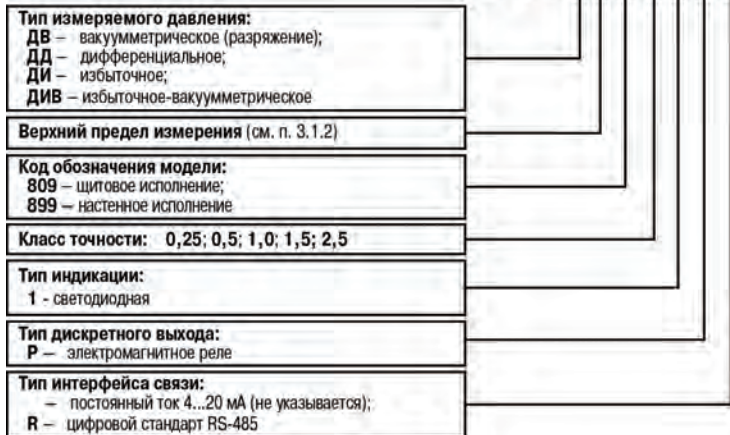 Тип измеряемого давления:
ДВ – вакуумметрическое (разряжение);
ДД – дифференциальное;
ДИ – избыточное;
ДИВ – избыточное-вакуумметрическое
Верхний предел измерения (см. п. 3.1.2)
Код обозначения модели:
809 – щитовое исполнение;
899 – настенное исполнение
Класс точности: 0,25; 0,5; 1,0; 1,5; 2,5
Тип индикации:
1 - светодиодная
Тип дискретного выхода:
Р – электромагнитное реле
Тип интерфейса связи:
– постоянный ток 4...20 мА (не указывается);
R – цифровой стандарт RS-485